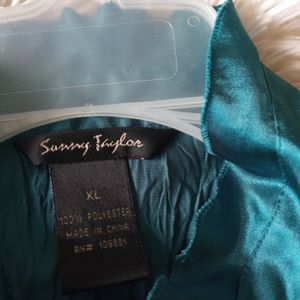 Sunny Taylor
XL
100% POLYESTER
MADE IN CHINA
RN# 109881